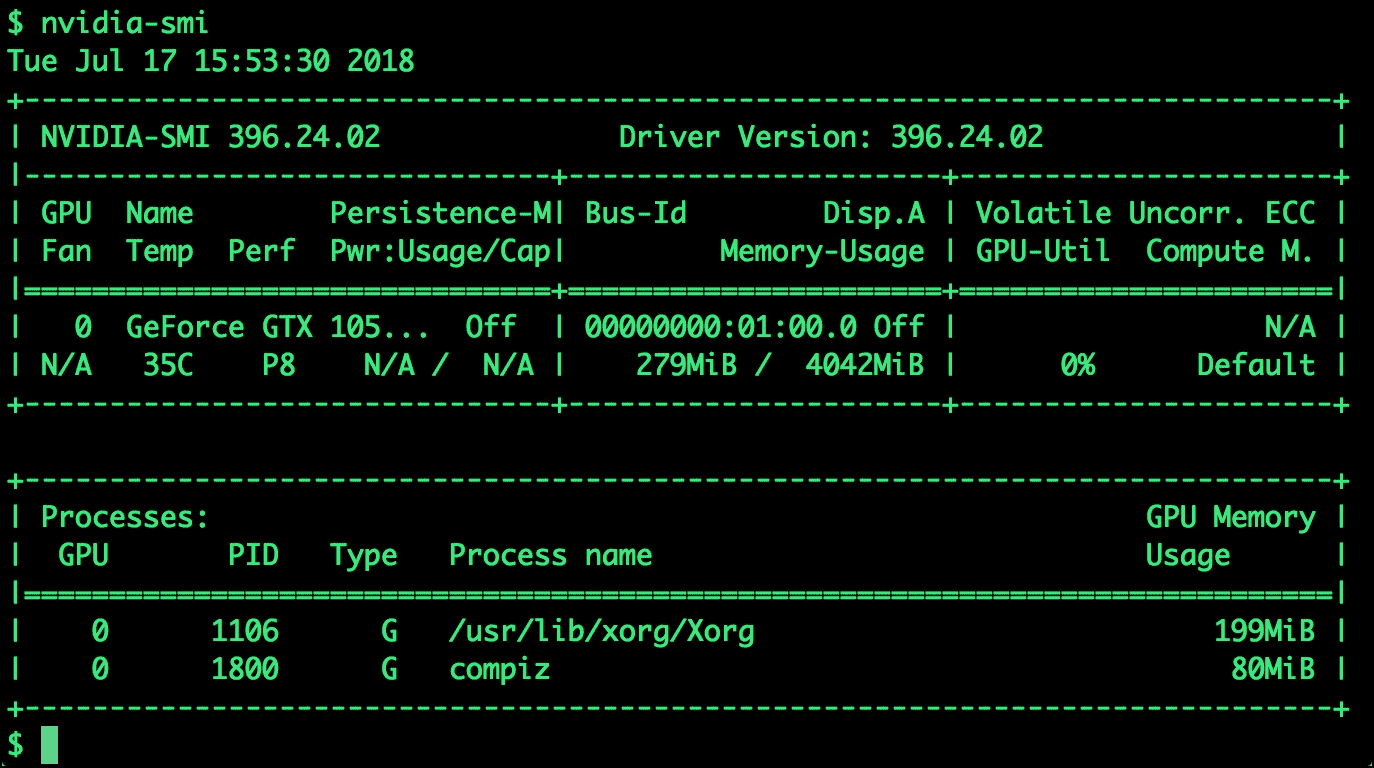 $ nvidia-smi
Tue Jul 17 15:53:30 2018
+-----------------------------------------------------------------------------+
| NVIDIA-SMI 396.24.02              Driver Version: 396.24.02                 |
|-------------------------------+----------------------+----------------------+
| GPU  Name        Persistence-M| Bus-Id        Disp.A | Volatile Uncorr. ECC |
| Fan  Temp  Perf  Pwr:Usage/Cap|         Memory-Usage | GPU-Util  Compute M. |
|===============================+======================+======================|
|   0  GeForce GTX 105...  Off  | 00000000:01:00.0 Off |                  N/A |
| N/A   35C    P8    N/A /  N/A |    279MiB /  4042MiB |      0%      Default |
+-------------------------------+----------------------+----------------------+

+-----------------------------------------------------------------------------+
| Processes:                                                       GPU Memory |
|  GPU       PID   Type   Process name                             Usage      |
|=============================================================================|
|    0      1106      G   /usr/lib/xorg/Xorg                           199MiB |
|    0      1800      G   compiz                                        80MiB |
+-----------------------------------------------------------------------------+
$